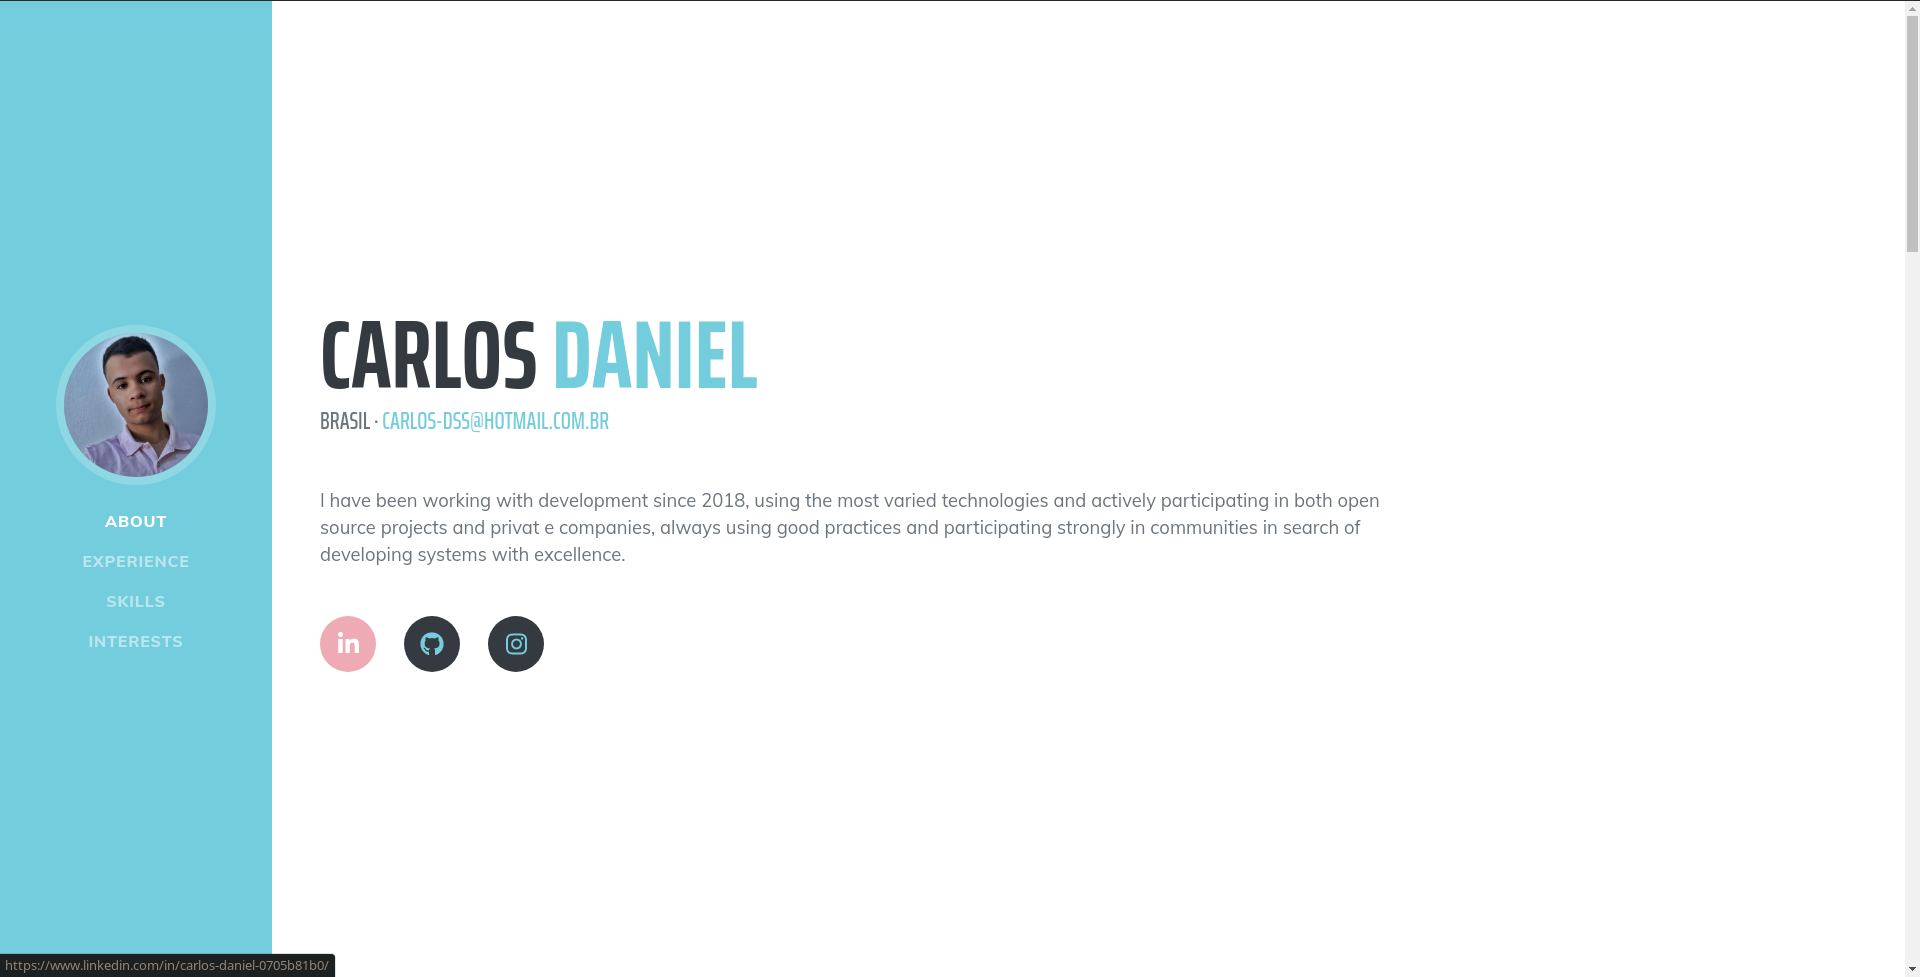 ABOUT
EXPERIENCE
SKILLS
INTERESTS
CARLOS DANIEL
BRASIL · CARLOS-DSS@HOTMAIL.COM.BR
I have been working with development since 2018, using the most varied technologies and actively participating in both open
source projects and privat e companies, always using good practices and participating strongly in communities in search of
developing systems with excellence.
in
https://www.linkedin.com/in/carlos-daniel-0705b81b0/